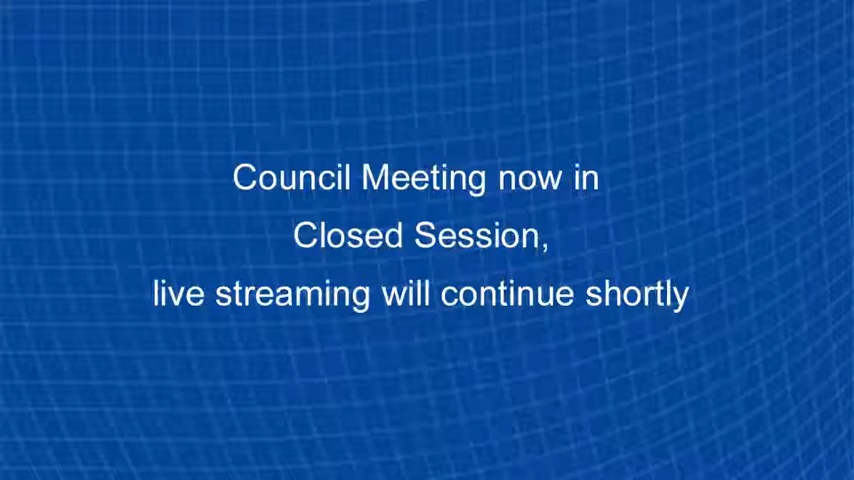 Council Meeting now in
Closed Session,
live streaming will continue shortly